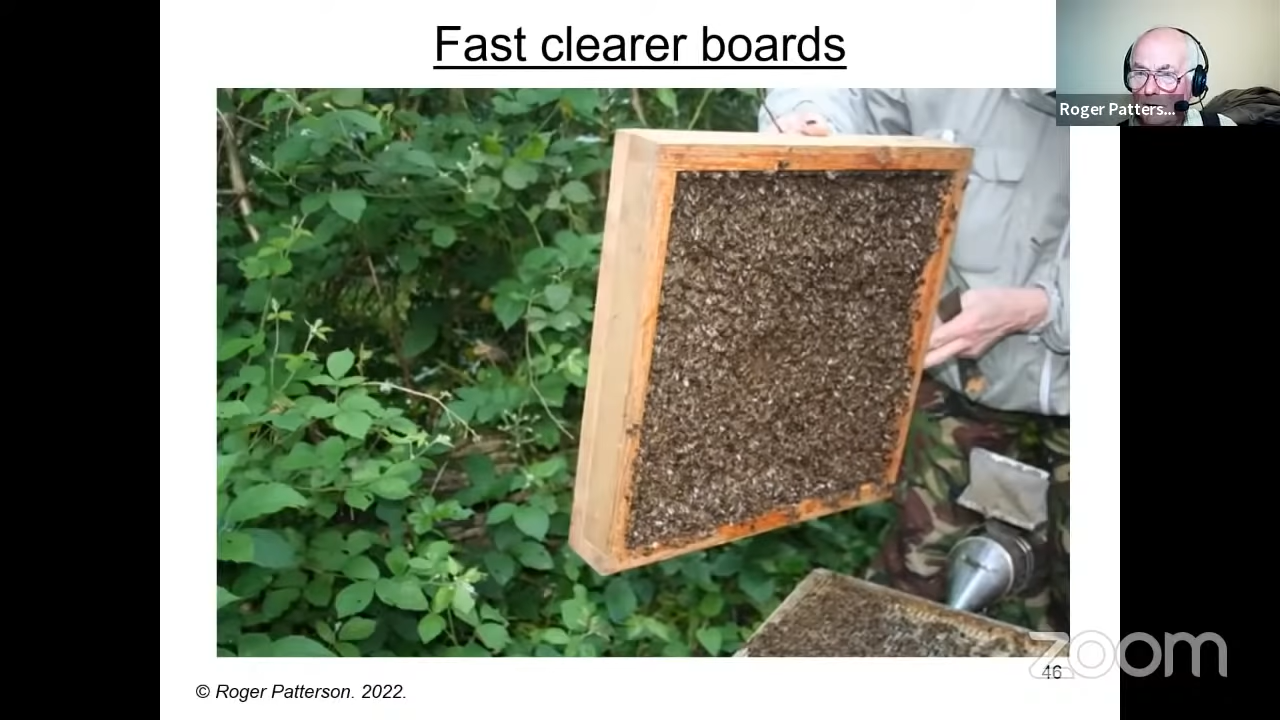 Fast clearer boards
Roger Patters...
zoom
46
© Roger Patterson. 2022.